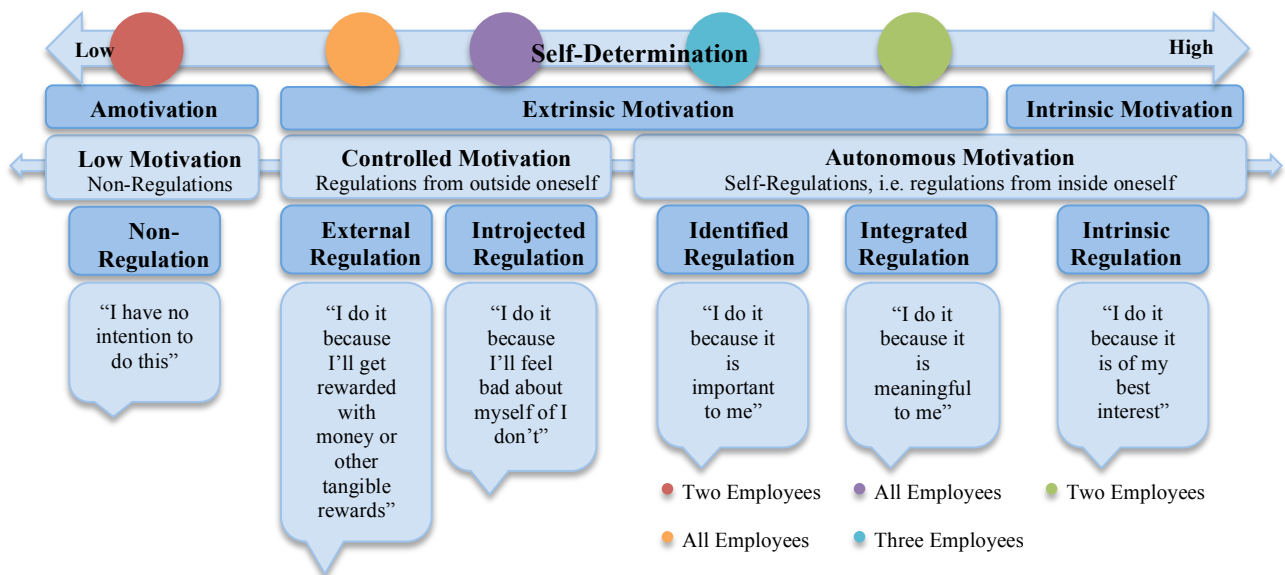 Low
Self-Determination
High
Amotivation
Extrinsic Motivation
Intrinsic Motivation
Low Motivation
Non-Regulations
Controlled Motivation
Regulations from outside oneself
Autonomous Motivation
Self-Regulations, i.e. regulations from inside oneself
Non-
Regulation
External
Regulation
Introjected
Regulation
Identified
Regulation
Integrated
Regulation
Intrinsic
Regulation
“I have no
intention to
do this”
“I do it
because
I’ll get
rewarded
with
money or
other
tangible
rewards”
“I do it
because
I’ll feel
bad about
myself of I
don’t”
“I do it
because it
is
important
to me”
“I do it
because it
is
meaningful
to me”
“I do it
because it
is of my
best
interest”
Two Employees
All Employees
Two Employees
All Employees
Three Employees